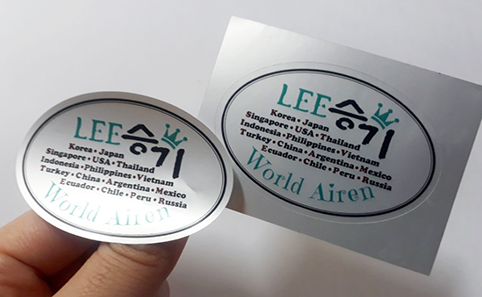 LEE승기
Korea • Japan
Singapore • USA • Thailand
Indonesia • Philippines • Vietnam
Turkey • China • Argentina • Mexico
Ecuador • Chile • Peru • Russia
World Airen
LEE승기
Korea • Japan
Singapore • USA • Thailand
Indonesia • Philippines • Vietnam
Turkey • China • Argentina • Mexico
Ecuador • Chile • Peru • Russia
World Airen